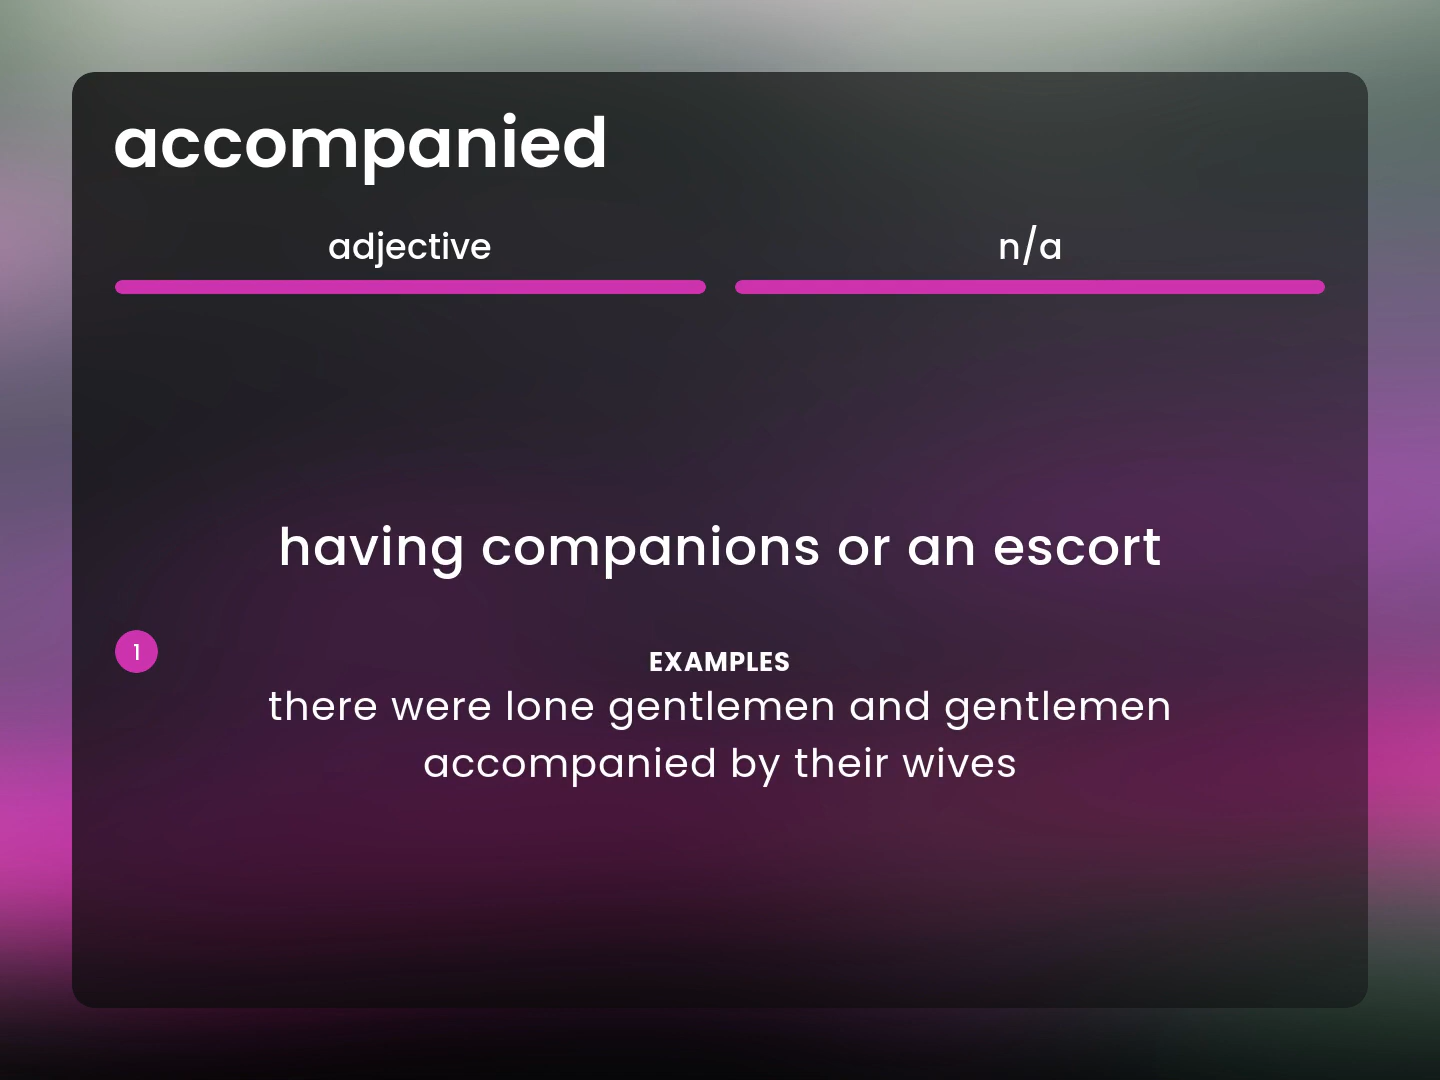 accompanied
adjective
n/a
having companions or an escort
1
EXAMPLES
there were lone gentlemen and gentlemen
accompanied by their wives